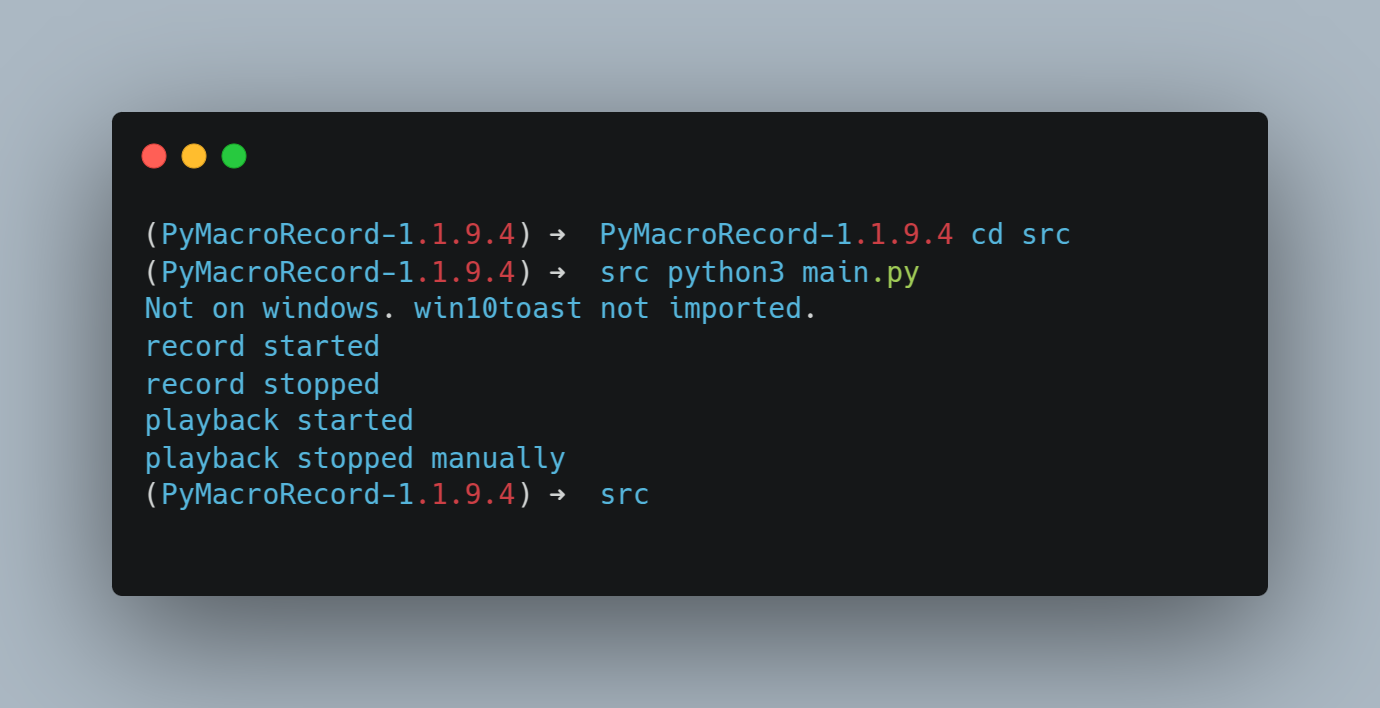 (PyMacroRecord-1.1.9.4) ➜  PyMacroRecord-1.1.9.4 cd src
(PyMacroRecord-1.1.9.4) ➜  src python3 main.py
Not on windows. win10toast not imported.
record started
record stopped
playback started
playback stopped manually
(PyMacroRecord-1.1.9.4) ➜  src